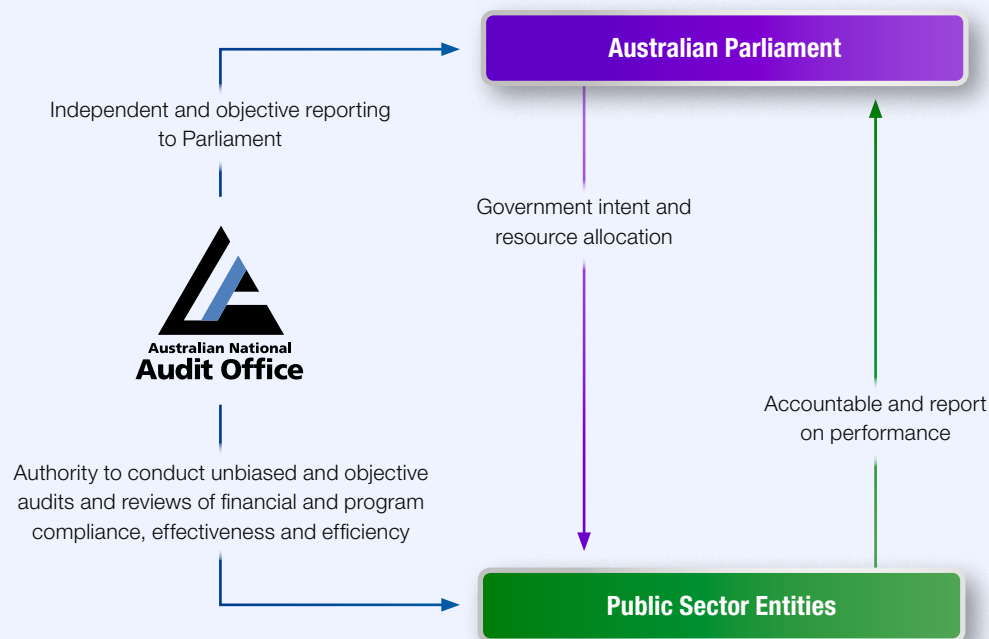 Australian Parliament
Independent and objective reporting
to Parliament
Government intent and
resource allocation
Australian National
Audit Office
Accountable and report
on performance
Authority to conduct unbiased and objective
audits and reviews of financial and program
compliance, effectiveness and efficiency
Public Sector Entities